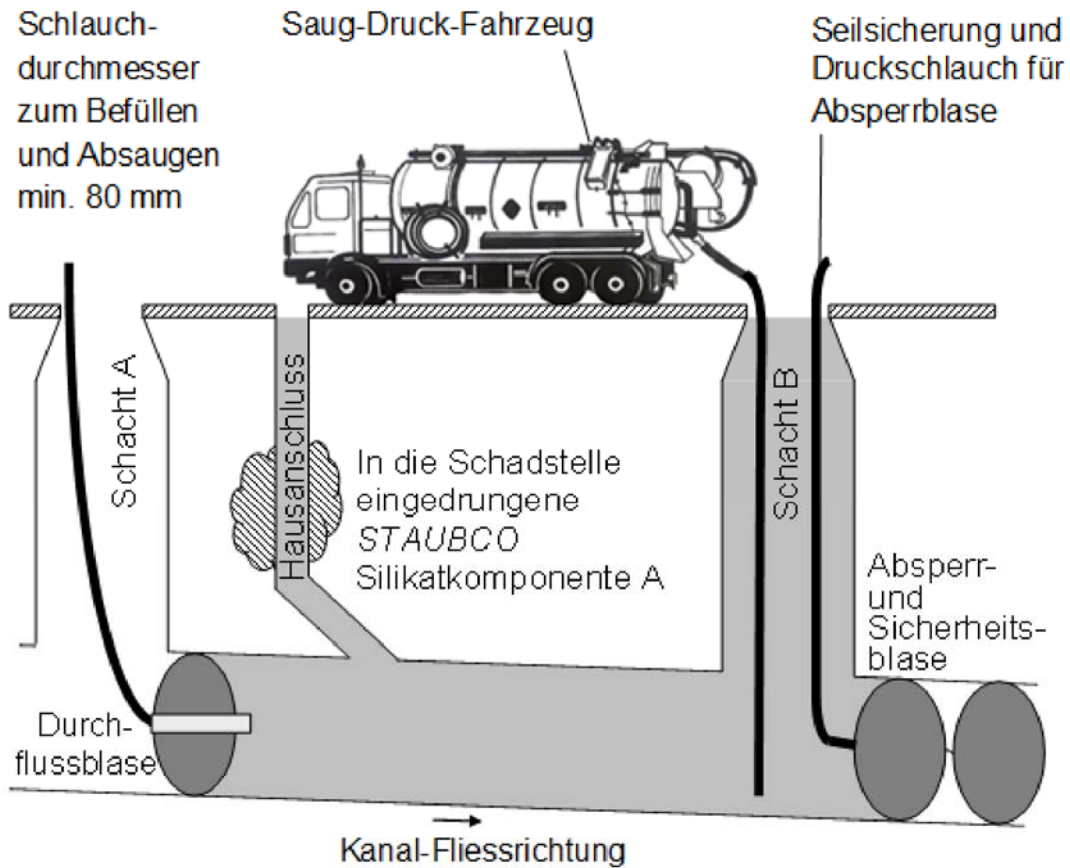 Schlauch-
durchmesser
zum Befüllen
und Absaugen
min. 80 mm
Saug-Druck-Fahrzeug
Seilsicherung und
Druckschlauch für
Absperrblase
Schacht A
Hausanschluss
In die Schadstelle
eingedrungene
STAUBCO
Silikatkomponente A
Schacht B
Absperr-
und
Sicherheits-
blase
Durch-
flussblase
Kanal-Fliessrichtung